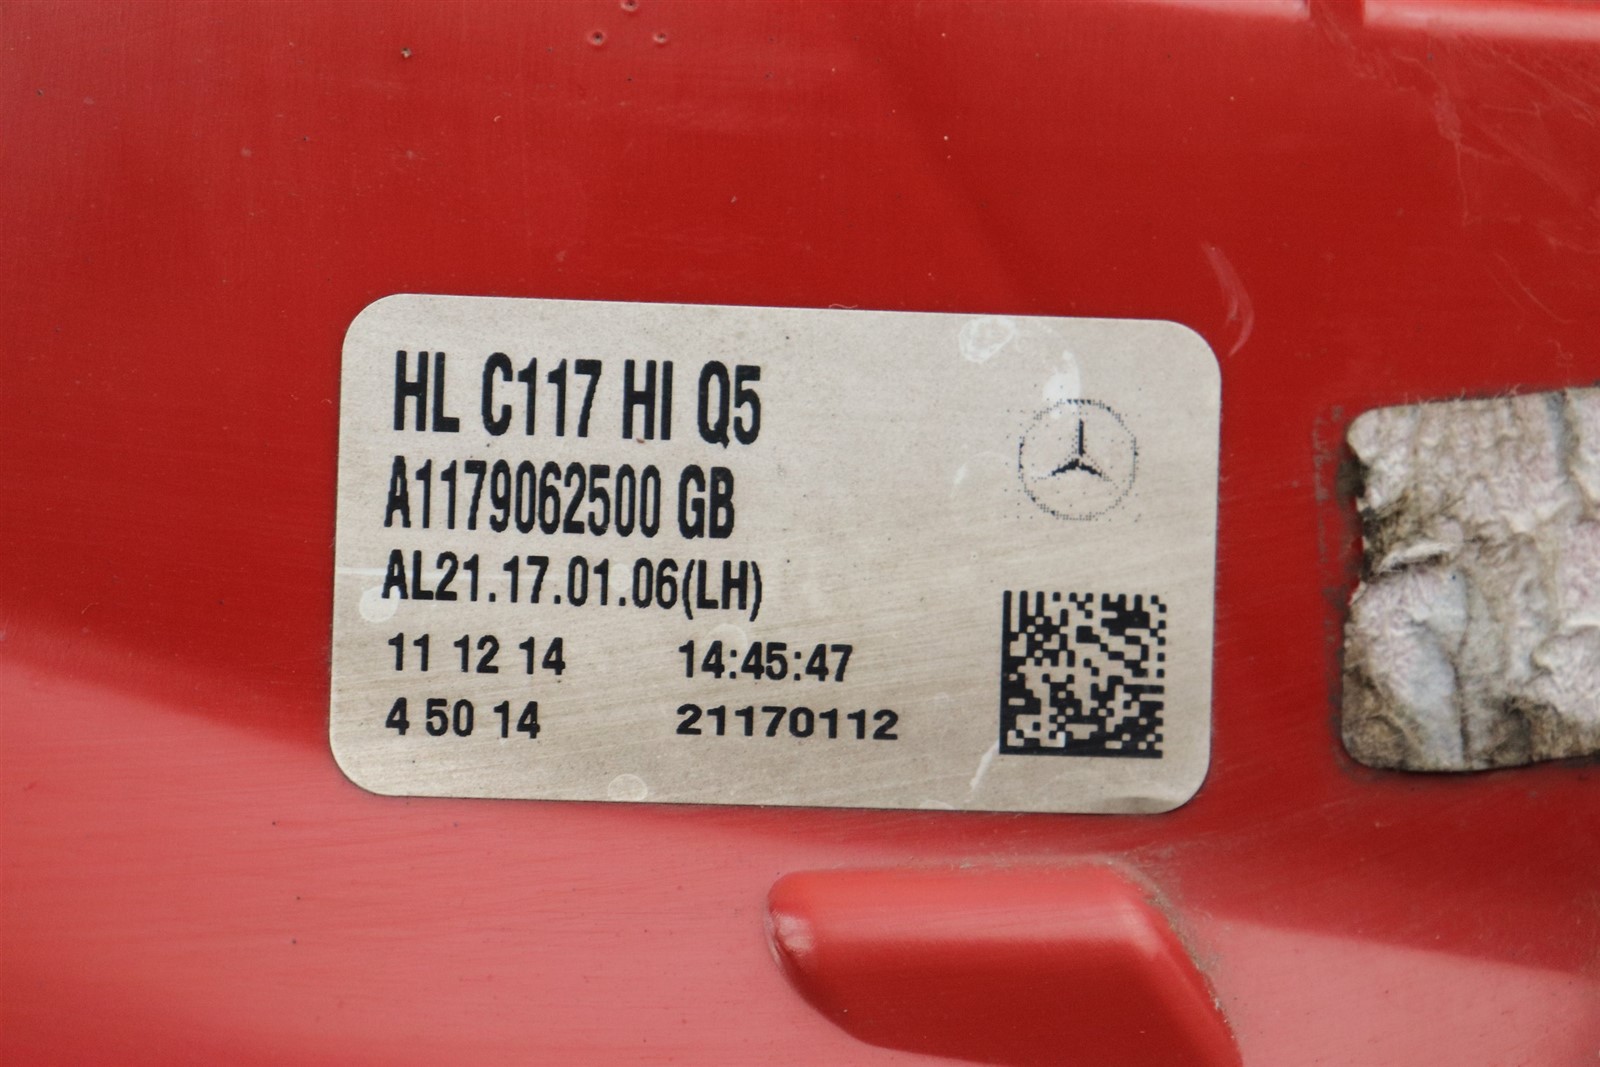 HL C117 HI Q5
A1179062500 GB
AL21.17.01.06(LH)
11 12 14 14:45:47
4 50 14 21170112